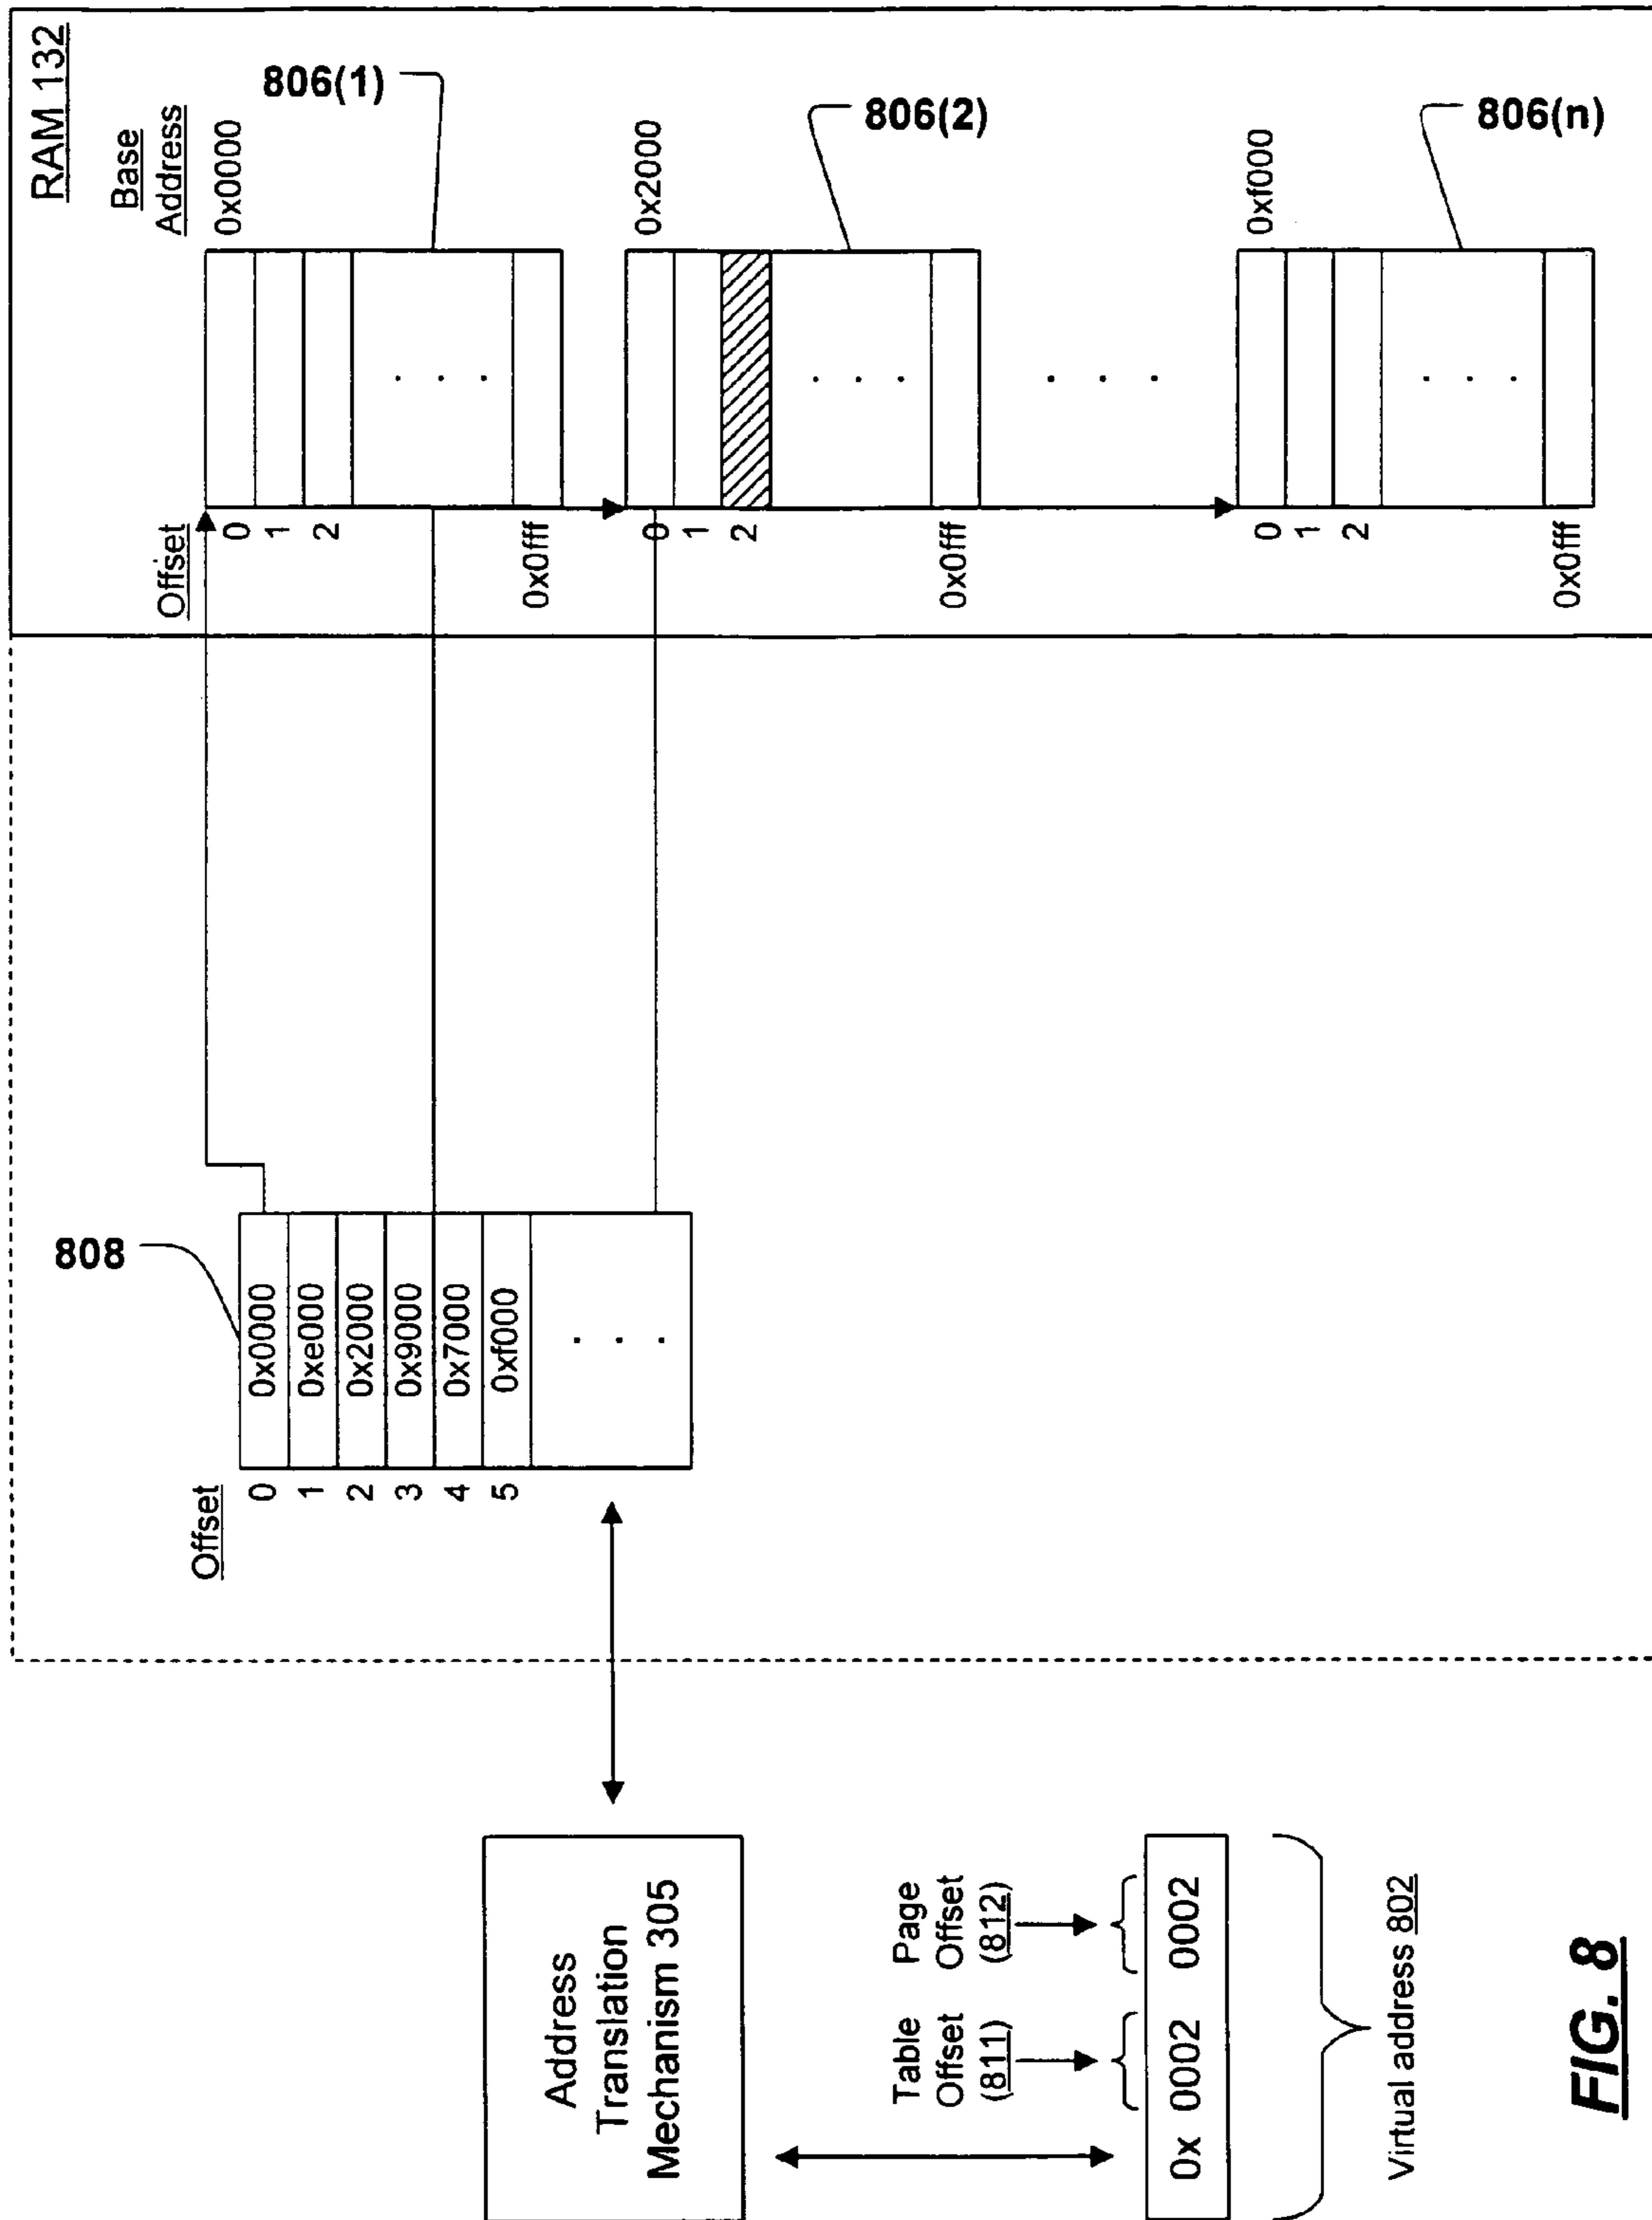 RAM 132
Base
Address
Offset
0x0000
0
1
2
. . .
0x0fff
806(1)
0x2000
0
1
2
. . .
0x0fff
806(2)
. . .
0xf000
0
1
2
. . .
0x0fff
806(n)
808
Offset
0 0x0000
1 0xe000
2 0x2000
3 0x9000
4 0x7000
5 0xf000
. . .
Address
Translation
Mechanism 305
Table
Offset
(811)
Page
Offset
(812)
0x 0002 0002
Virtual address 802
FIG. 8